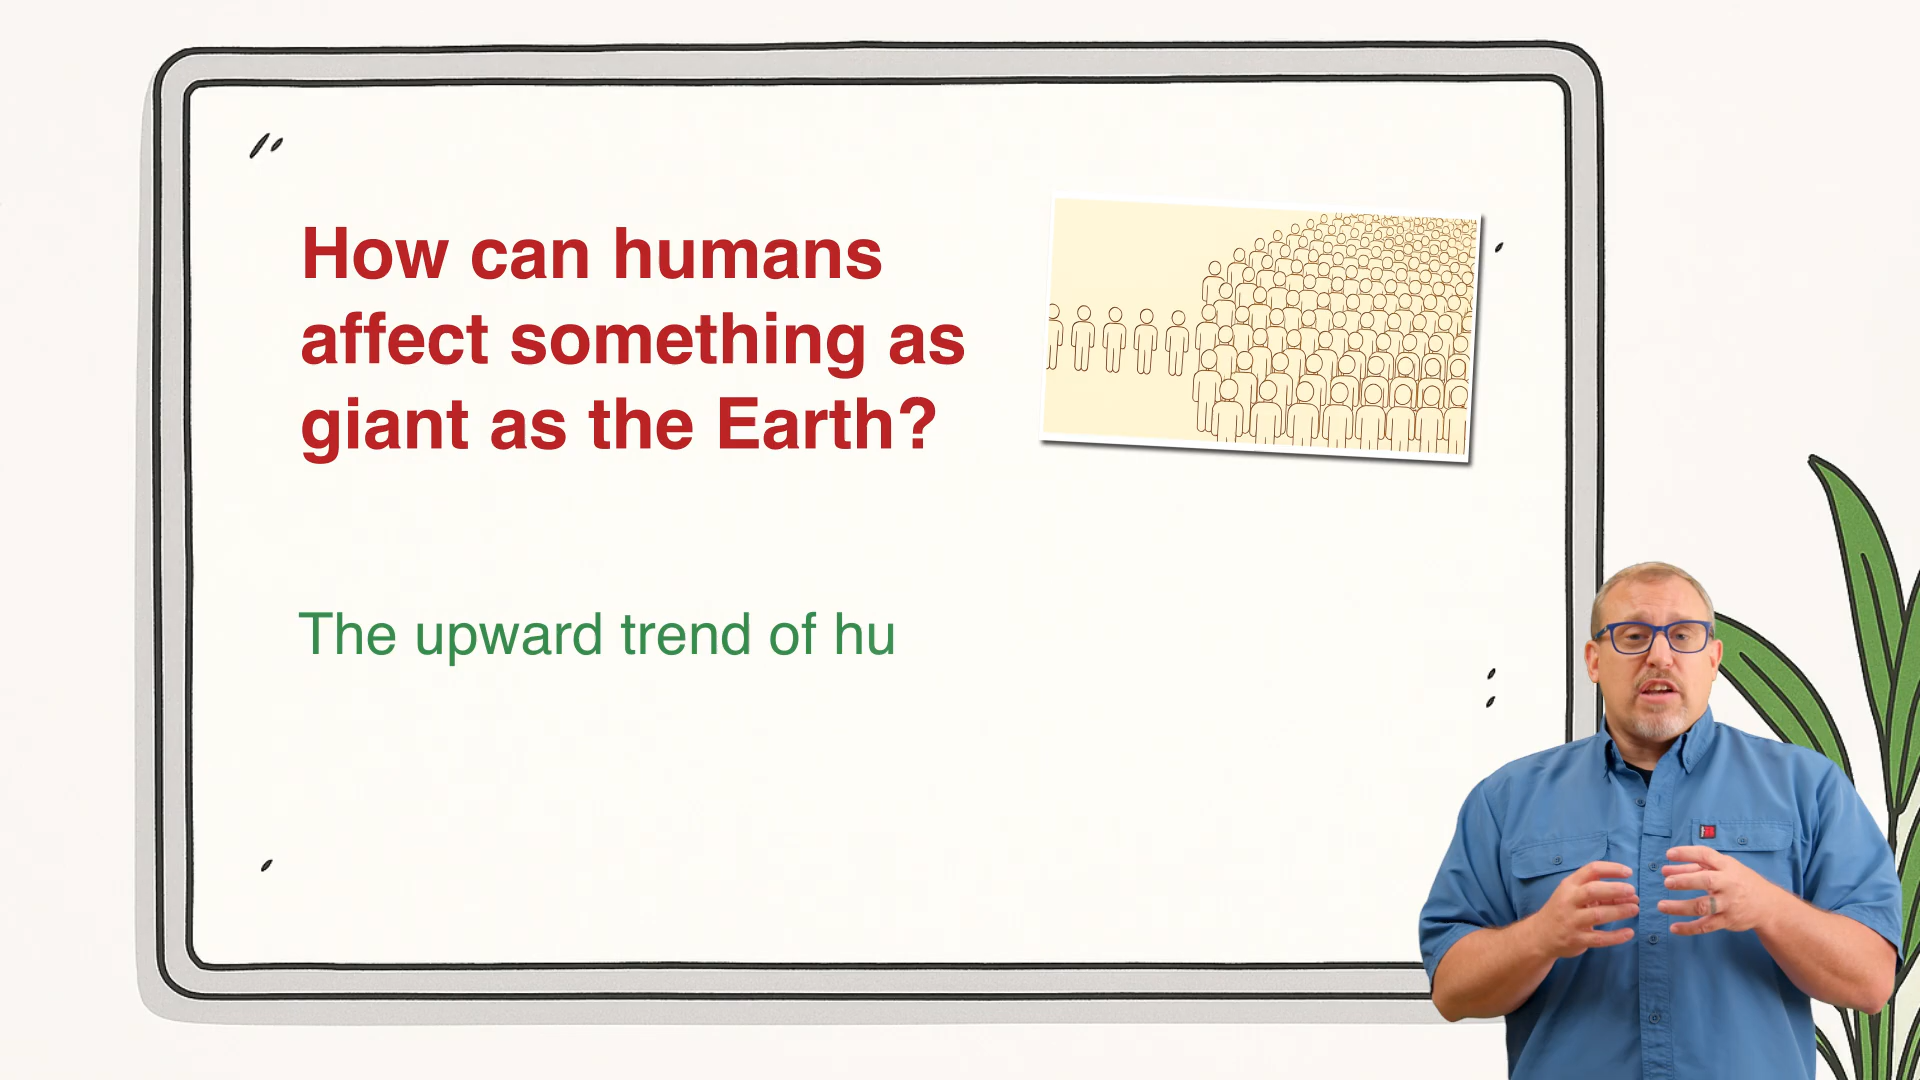 How can humans
affect something as
giant as the Earth?
The upward trend of hu